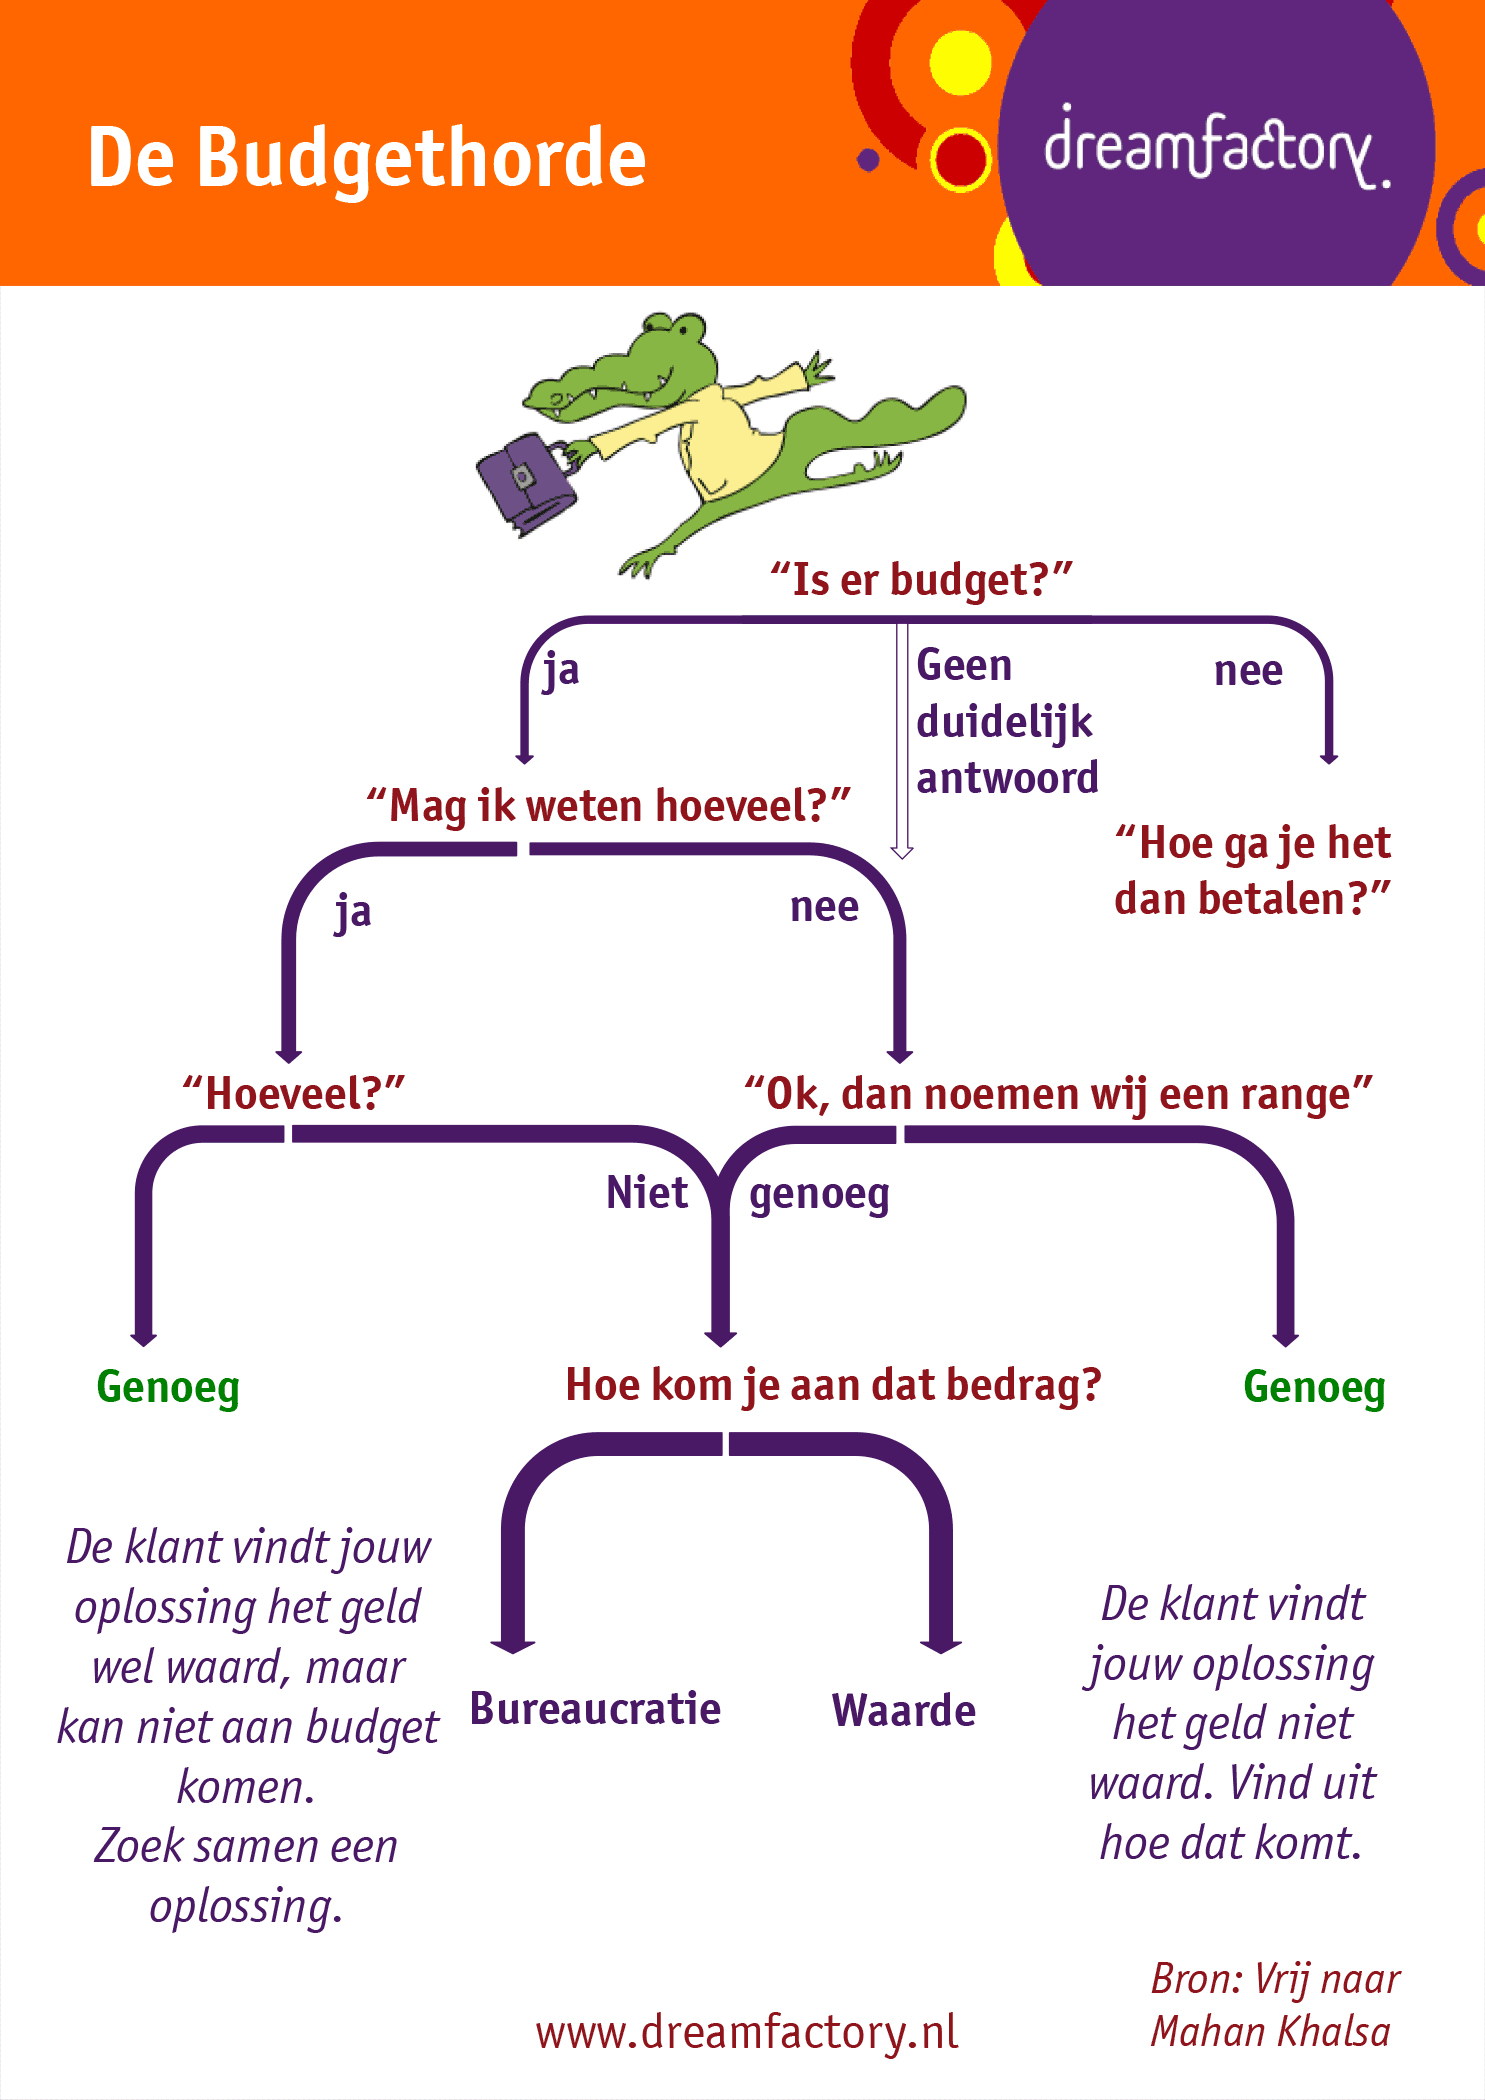 De Budgethorde
dreamfactory.
“Is er budget?”
ja
Geen
duidelijk
antwoord
nee
“Mag ik weten hoeveel?”
“Hoe ga je het
dan betalen?”
ja
nee
“Hoeveel?”
“Ok, dan noemen wij een range”
Niet genoeg
Genoeg
Hoe kom je aan dat bedrag?
Genoeg
De klant vindt jouw
oplossing het geld
wel waard, maar
kan niet aan budget
komen.
Zoek samen een
oplossing.
Bureaucratie
Waarde
De klant vindt
jouw oplossing
het geld niet
waard. Vind uit
hoe dat komt.
Bron: Vrij naar
Mahan Khalsa
www.dreamfactory.nl